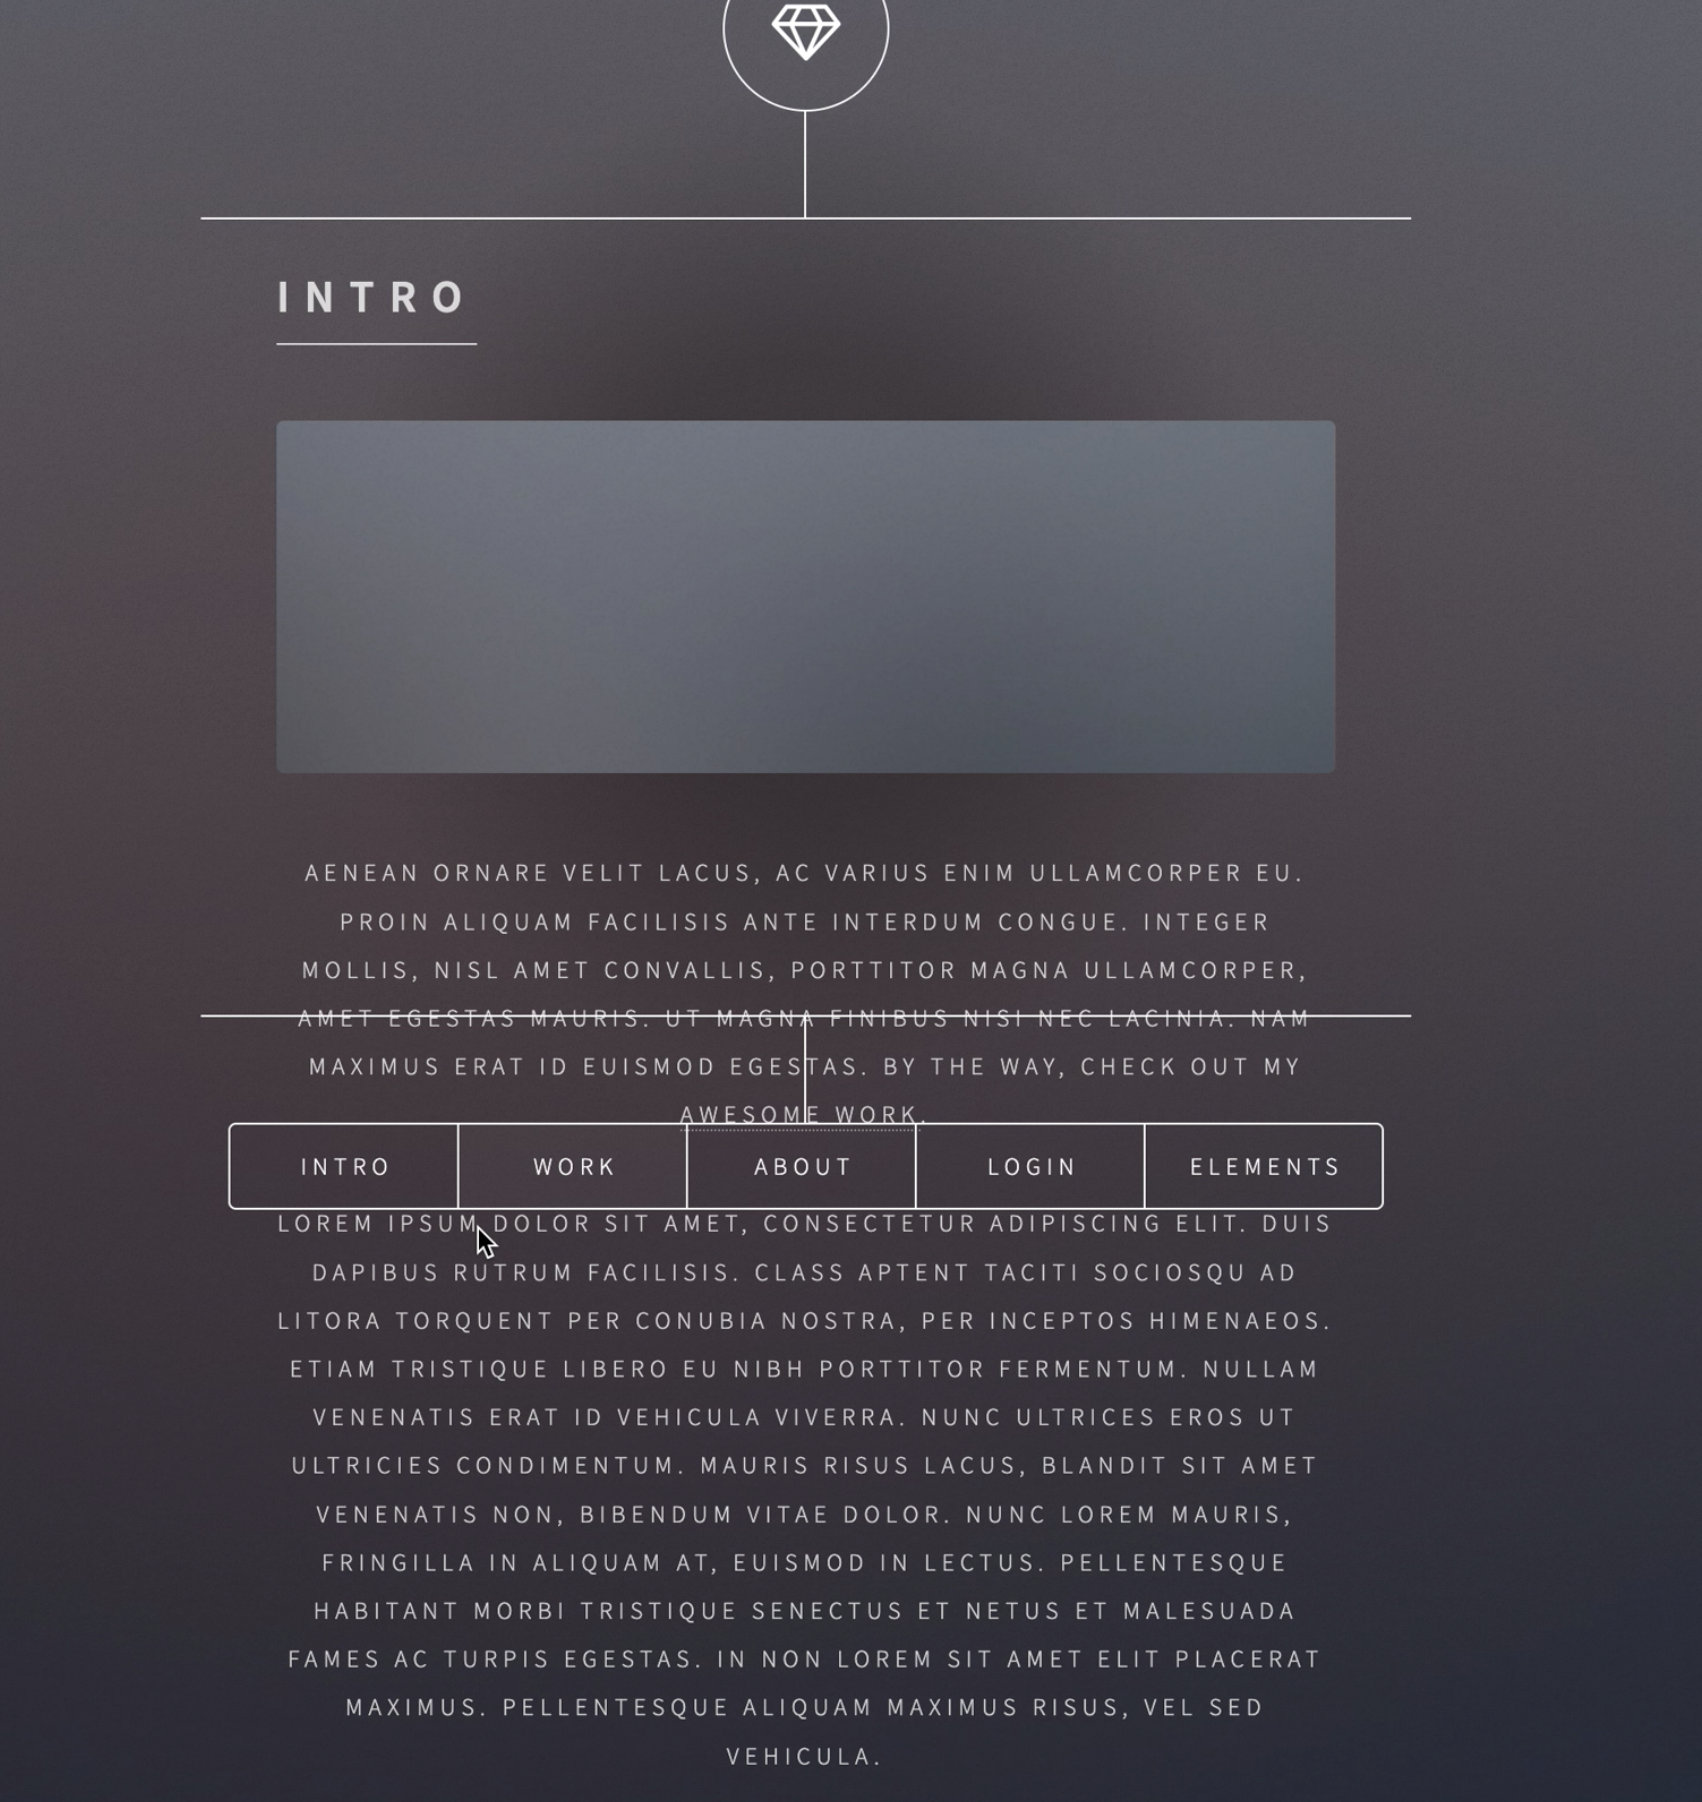 INTRO
AENEAN ORNARE VELIT LACUS, AC VARIUS ENIM ULLAMCORPER EU.
PROIN ALIQUAM FACILISIS ANTE INTERDUM CONGUE. INTEGER
MOLLIS, NISL AMET CONVALLIS, PORTTITOR MAGNA ULLAMCORPER,
AMET EGESTAS MAURIS. UT MAGNA FINIBUS NISI NEC LACINIA. NAM
MAXIMUS ERAT ID EUISMOD EGESTAS. BY THE WAY, CHECK OUT MY
AWESOME WORK.
INTRO WORK ABOUT LOGIN ELEMENTS
LOREM IPSUM DOLOR SIT AMET, CONSECTETUR ADIPISCING ELIT. DUIS
DAPIBUS RUTRUM FACILISIS. CLASS APTENT TACITI SOCIOSQU AD
LITORA TORQUENT PER CONUBIA NOSTRA, PER INCEPTOS HIMENAEOS.
ETIAM TRISTIQUE LIBERO EU NIBH PORTTITOR FERMENTUM. NULLAM
VENENATIS ERAT ID VEHICULA VIVERRA. NUNC ULTRICES EROS UT
ULTRICIES CONDIMENTUM. MAURIS RISUS LACUS, BLANDIT SIT AMET
VENENATIS NON, BIBENDUM VITAE DOLOR. NUNC LOREM MAURIS,
FRINGILLA IN ALIQUAM AT, EUISMOD IN LECTUS. PELLENTESQUE
HABITANT MORBI TRISTIQUE SENECTUS ET NETUS ET MALESUADA
FAMES AC TURPIS EGESTAS. IN NON LOREM SIT AMET ELIT PLACERAT
MAXIMUS. PELLENTESQUE ALIQUAM MAXIMUS RISUS, VEL SED
VEHICULA.